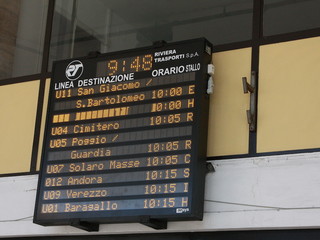 9:48 RIVIERA
TRASPORTI S.p.A.
LINEA DESTINAZIONE ORARIO STALLO
U11 San Giacomo /
S.Bartolomeo 10:00 E
10:00 H
U04 Cimitero 10:05 R
U05 Poggio /
Guardia 10:05 R
U07 Solaro Masse 10:05 C
012 Andora 10:15 S
U09 Verezzo 10:15 I
U01 Baragallo 10:15 H